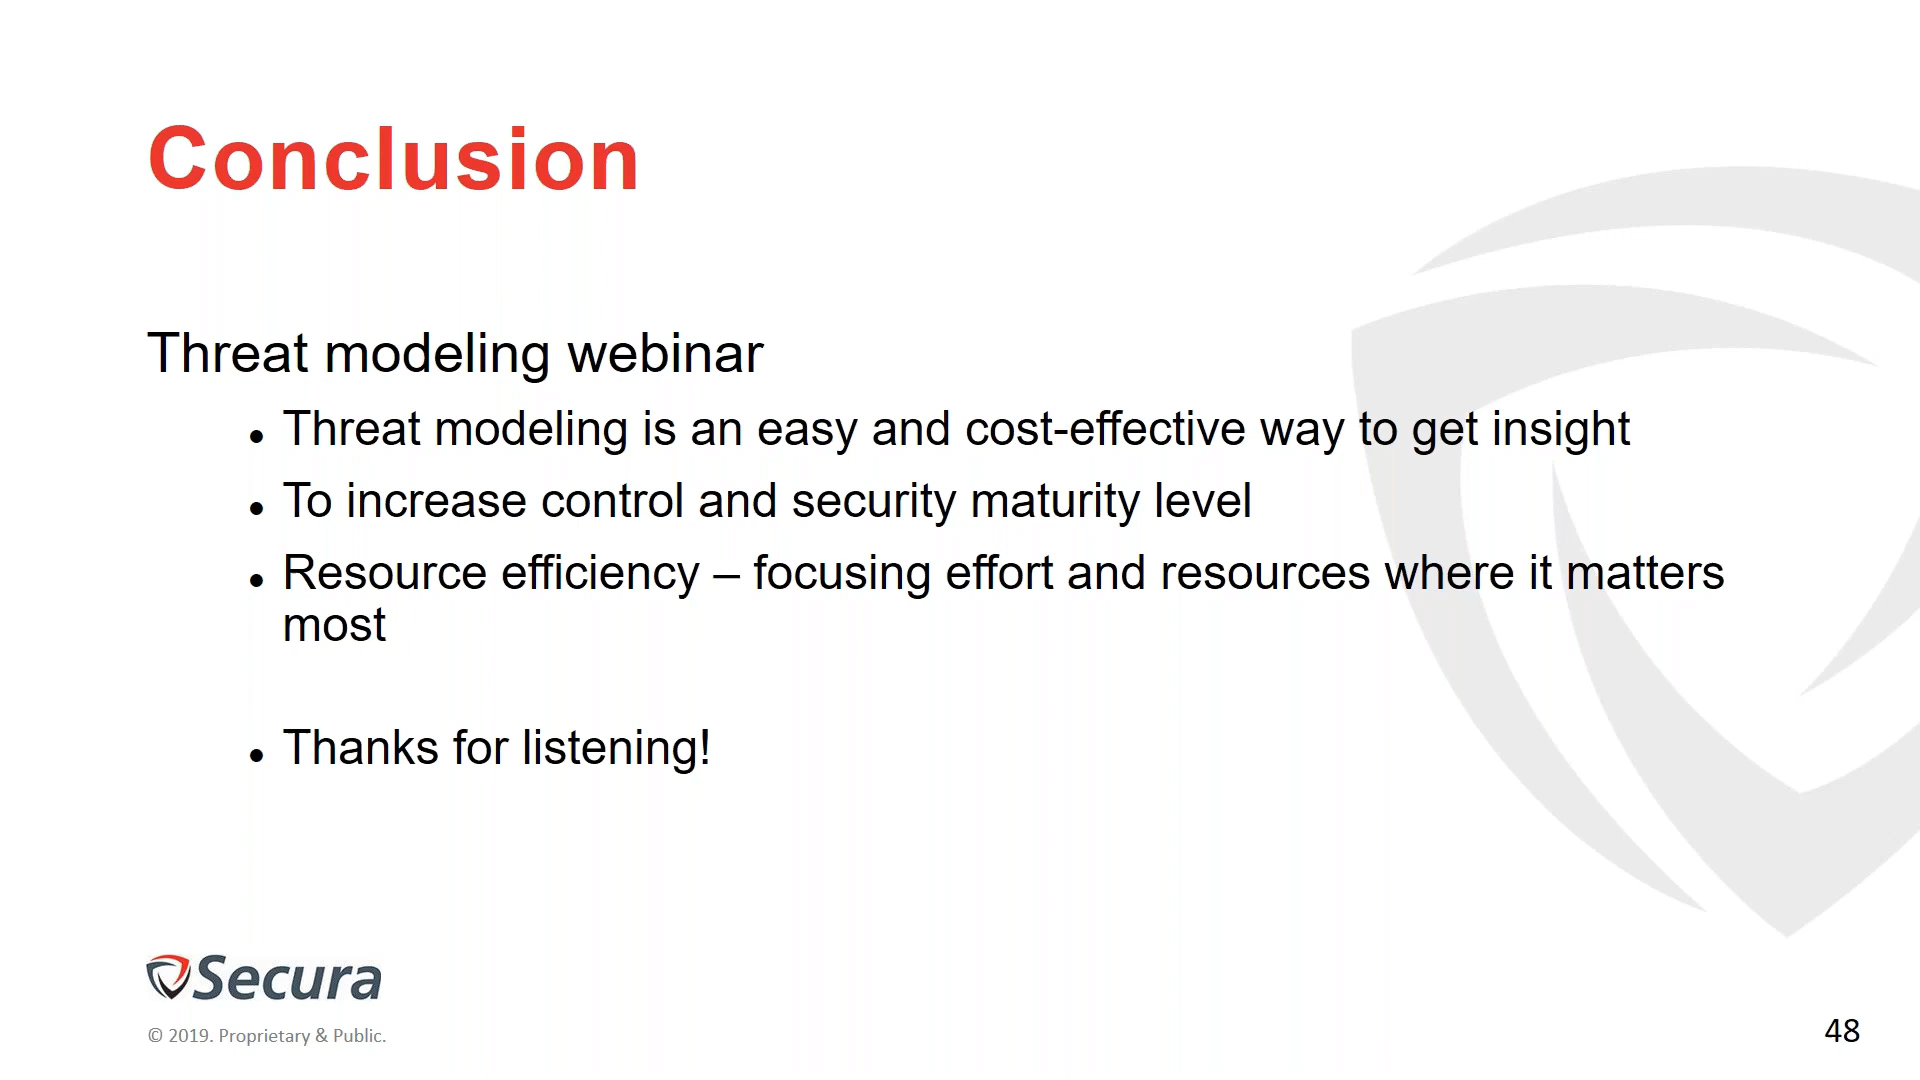 Conclusion
Threat modeling webinar
• Threat modeling is an easy and cost-effective way to get insight
• To increase control and security maturity level
• Resource efficiency – focusing effort and resources where it matters
most
• Thanks for listening!
Secura
© 2019. Proprietary & Public.
48